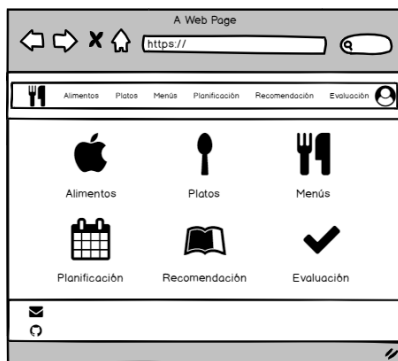 A Web Page
https://
Alimentos Platos Menús Planificación Recomendación Evaluación
Alimentos Platos Menús
Planificación Recomendación Evaluación